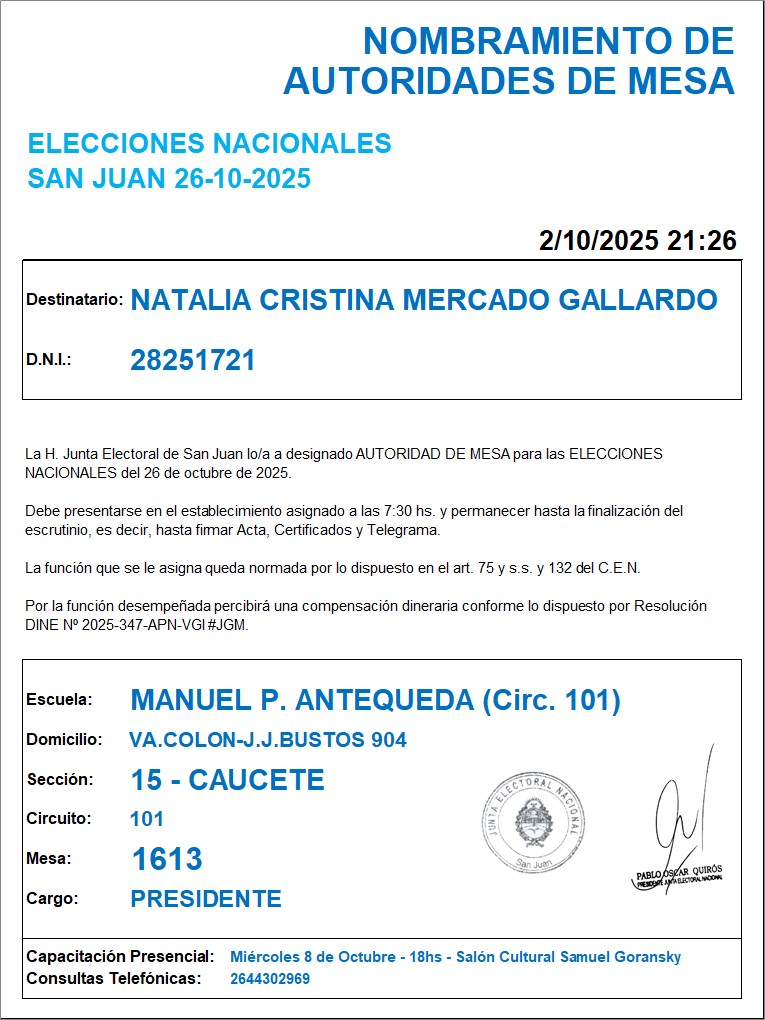 NOMBRAMIENTO DE
AUTORIDADES DE MESA
ELECCIONES NACIONALES
SAN JUAN 26-10-2025
2/10/2025 21:26
Destinatario: NATALIA CRISTINA MERCADO GALLARDO
D.N.I.: 28251721
La H. Junta Electoral de San Juan lo/a a designado AUTORIDAD DE MESA para las ELECCIONES
NACIONALES del 26 de octubre de 2025.
Debe presentarse en el establecimiento asignado a las 7:30 hs. y permanecer hasta la finalización del
escrutinio, es decir, hasta firmar Acta, Certificados y Telegrama.
La función que se le asigna queda normada por lo dispuesto en el art. 75 y s.s. y 132 del C.E.N.
Por la función desempeñada percibirá una compensación dineraria conforme lo dispuesto por Resolución
DINE Nº 2025-347-APN-VGI#JGM.
Escuela: MANUEL P. ANTEQUEDA (Circ. 101)
Domicilio: VA.COLON-J.J.BUSTOS 904
Sección: 15 - CAUCETE
Circuito: 101
Mesa: 1613
Cargo: PRESIDENTE
JUNTA ELECTORAL NACIONAL
San Juan
PABLO OSCAR QUIRÓS
PRESIDENTE JUNTA ELECTORAL NACIONAL
Capacitación Presencial: Miércoles 8 de Octubre - 18hs - Salón Cultural Samuel Goransky
Consultas Telefónicas: 2644302969